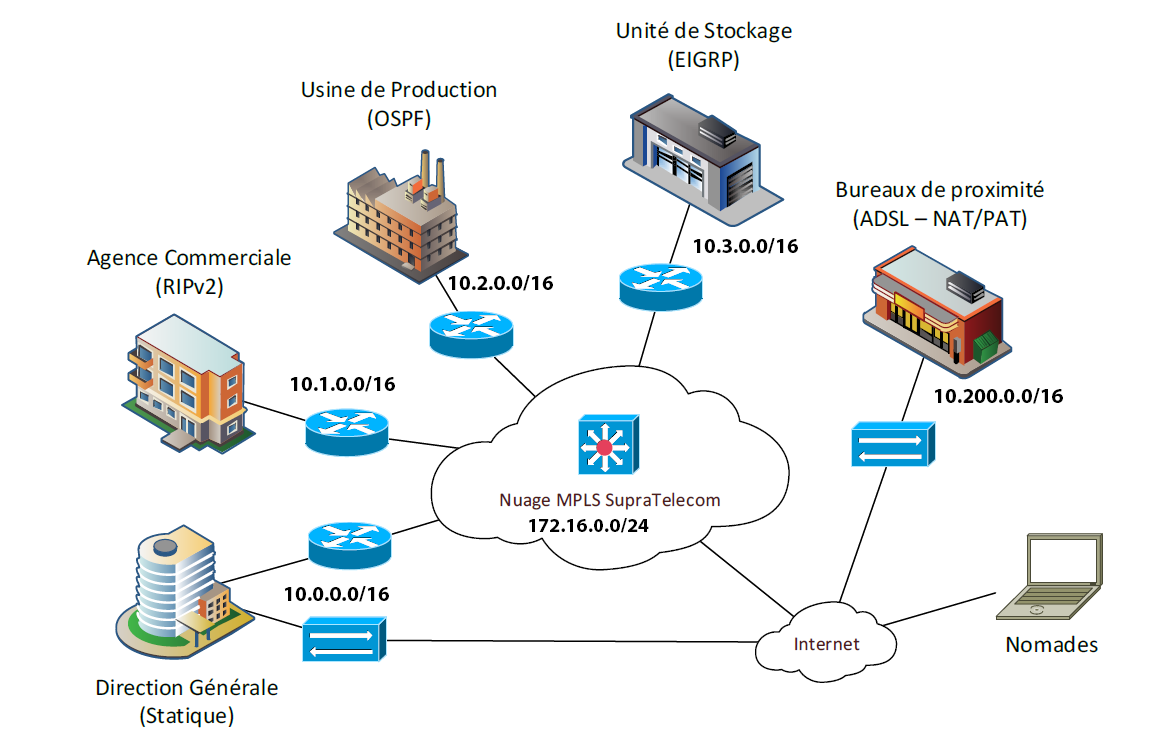 Unité de Stockage
(EIGRP)
Usine de Production
(OSPF)
Bureaux de proximité
(ADSL – NAT/PAT)
10.3.0.0/16
Agence Commerciale
(RIPv2)
10.2.0.0/16
10.1.0.0/16
10.200.0.0/16
Nuage MPLS SupraTelecom
172.16.0.0/24
10.0.0.0/16
Internet
Nomades
Direction Générale
(Statique)